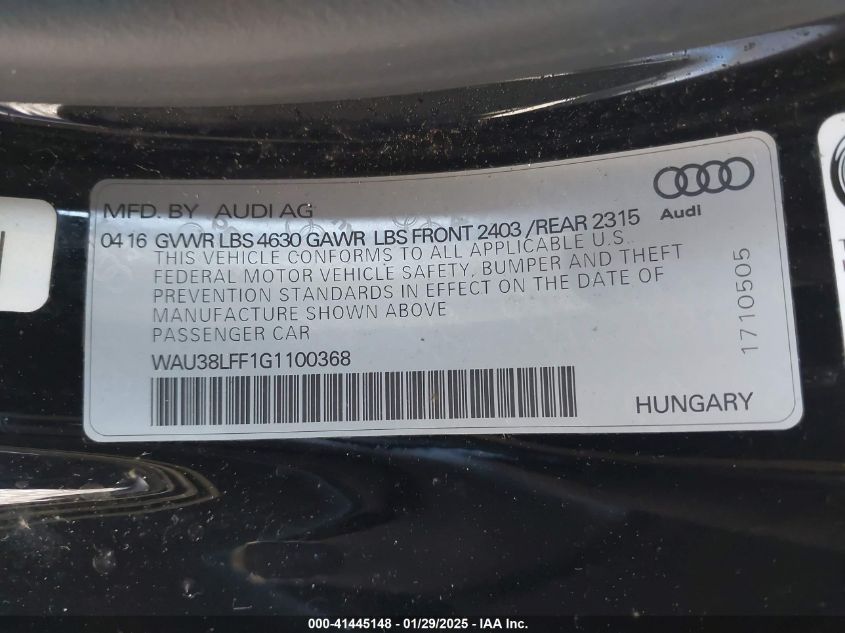 MFD. BY AUDI AG
Audi
04 16 GVWR LBS 4630 GAWR LBS FRONT 2403 /REAR 2315
THIS VEHICLE CONFORMS TO ALL APPLICABLE U.S.
FEDERAL MOTOR VEHICLE SAFETY, BUMPER AND THEFT
PREVENTION STANDARDS IN EFFECT ON THE DATE OF
MANUFACTURE SHOWN ABOVE
PASSENGER CAR
WAU38LFF1G1100368
HUNGARY
1710505
000-41445148 - 01/29/2025 - IAA Inc.